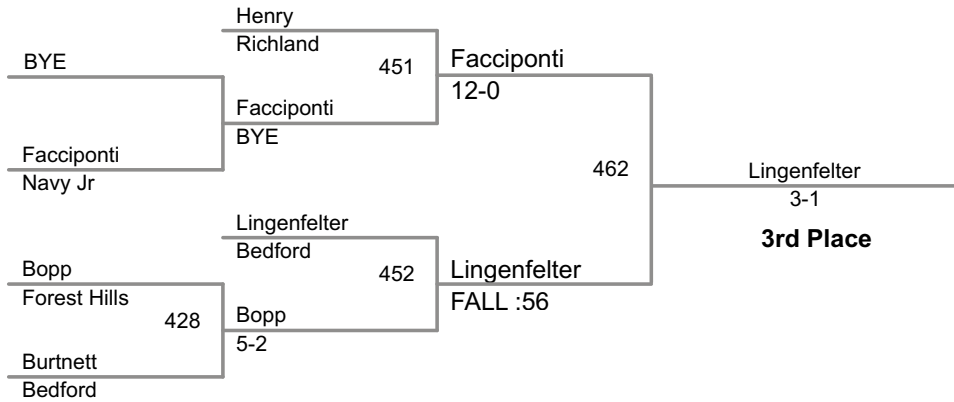 Henry
Richland
BYE
451
Facciponti
12-0
Facciponti
BYE
Facciponti
Navy Jr
462
Lingenfelter
3-1
3rd Place
Lingenfelter
Bedford
Bopp
Forest Hills
452
Lingenfelter
FALL :56
428
Bopp
5-2
Burtnett
Bedford